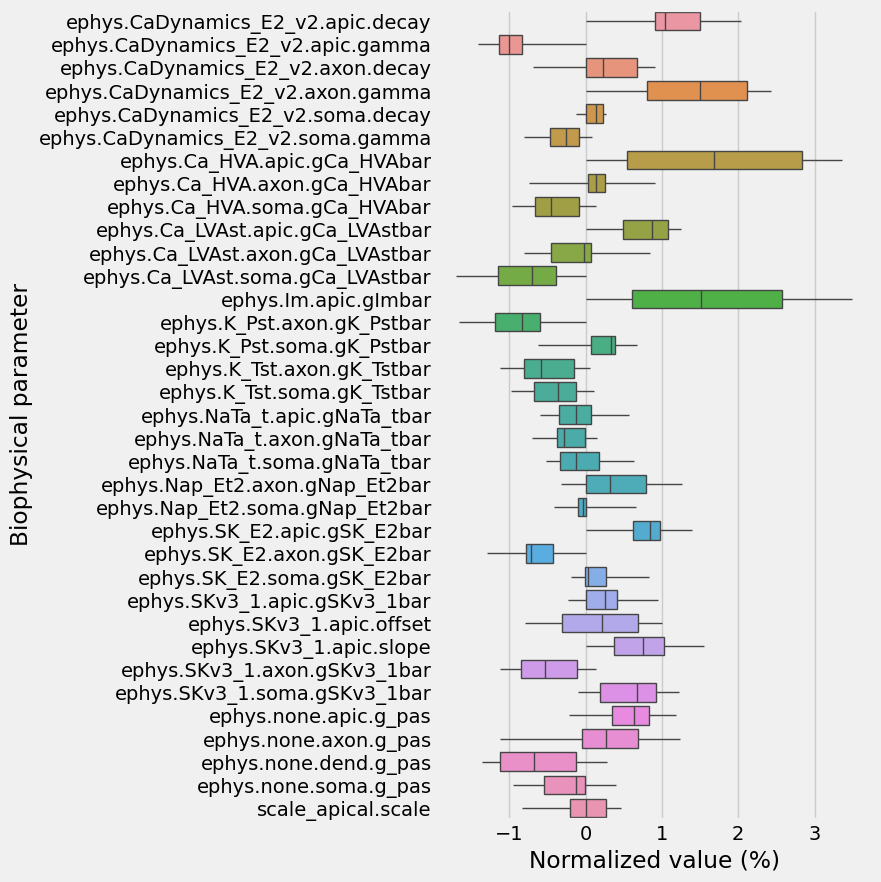 Biophysical parameter
ephys.CaDynamics_E2_v2.apic.decay
ephys.CaDynamics_E2_v2.apic.gamma
ephys.CaDynamics_E2_v2.axon.decay
ephys.CaDynamics_E2_v2.axon.gamma
ephys.CaDynamics_E2_v2.soma.decay
ephys.CaDynamics_E2_v2.soma.gamma
ephys.Ca_HVA.apic.gCa_HVAbar
ephys.Ca_HVA.axon.gCa_HVAbar
ephys.Ca_HVA.soma.gCa_HVAbar
ephys.Ca_LVAst.apic.gCa_LVAstbar
ephys.Ca_LVAst.axon.gCa_LVAstbar
ephys.Ca_LVAst.soma.gCa_LVAstbar
ephys.Im.apic.gImbar
ephys.K_Pst.axon.gK_Pstbar
ephys.K_Pst.soma.gK_Pstbar
ephys.K_Tst.axon.gK_Tstbar
ephys.K_Tst.soma.gK_Tstbar
ephys.NaTa_t.apic.gNaTa_tbar
ephys.NaTa_t.axon.gNaTa_tbar
ephys.NaTa_t.soma.gNaTa_tbar
ephys.Nap_Et2.axon.gNap_Et2bar
ephys.Nap_Et2.soma.gNap_Et2bar
ephys.SK_E2.apic.gSK_E2bar
ephys.SK_E2.axon.gSK_E2bar
ephys.SK_E2.soma.gSK_E2bar
ephys.SKv3_1.apic.gSKv3_1bar
ephys.SKv3_1.apic.offset
ephys.SKv3_1.apic.slope
ephys.SKv3_1.axon.gSKv3_1bar
ephys.SKv3_1.soma.gSKv3_1bar
ephys.none.apic.g_pas
ephys.none.axon.g_pas
ephys.none.dend.g_pas
ephys.none.soma.g_pas
scale_apical.scale
−1 0 1 2 3
Normalized value (%)